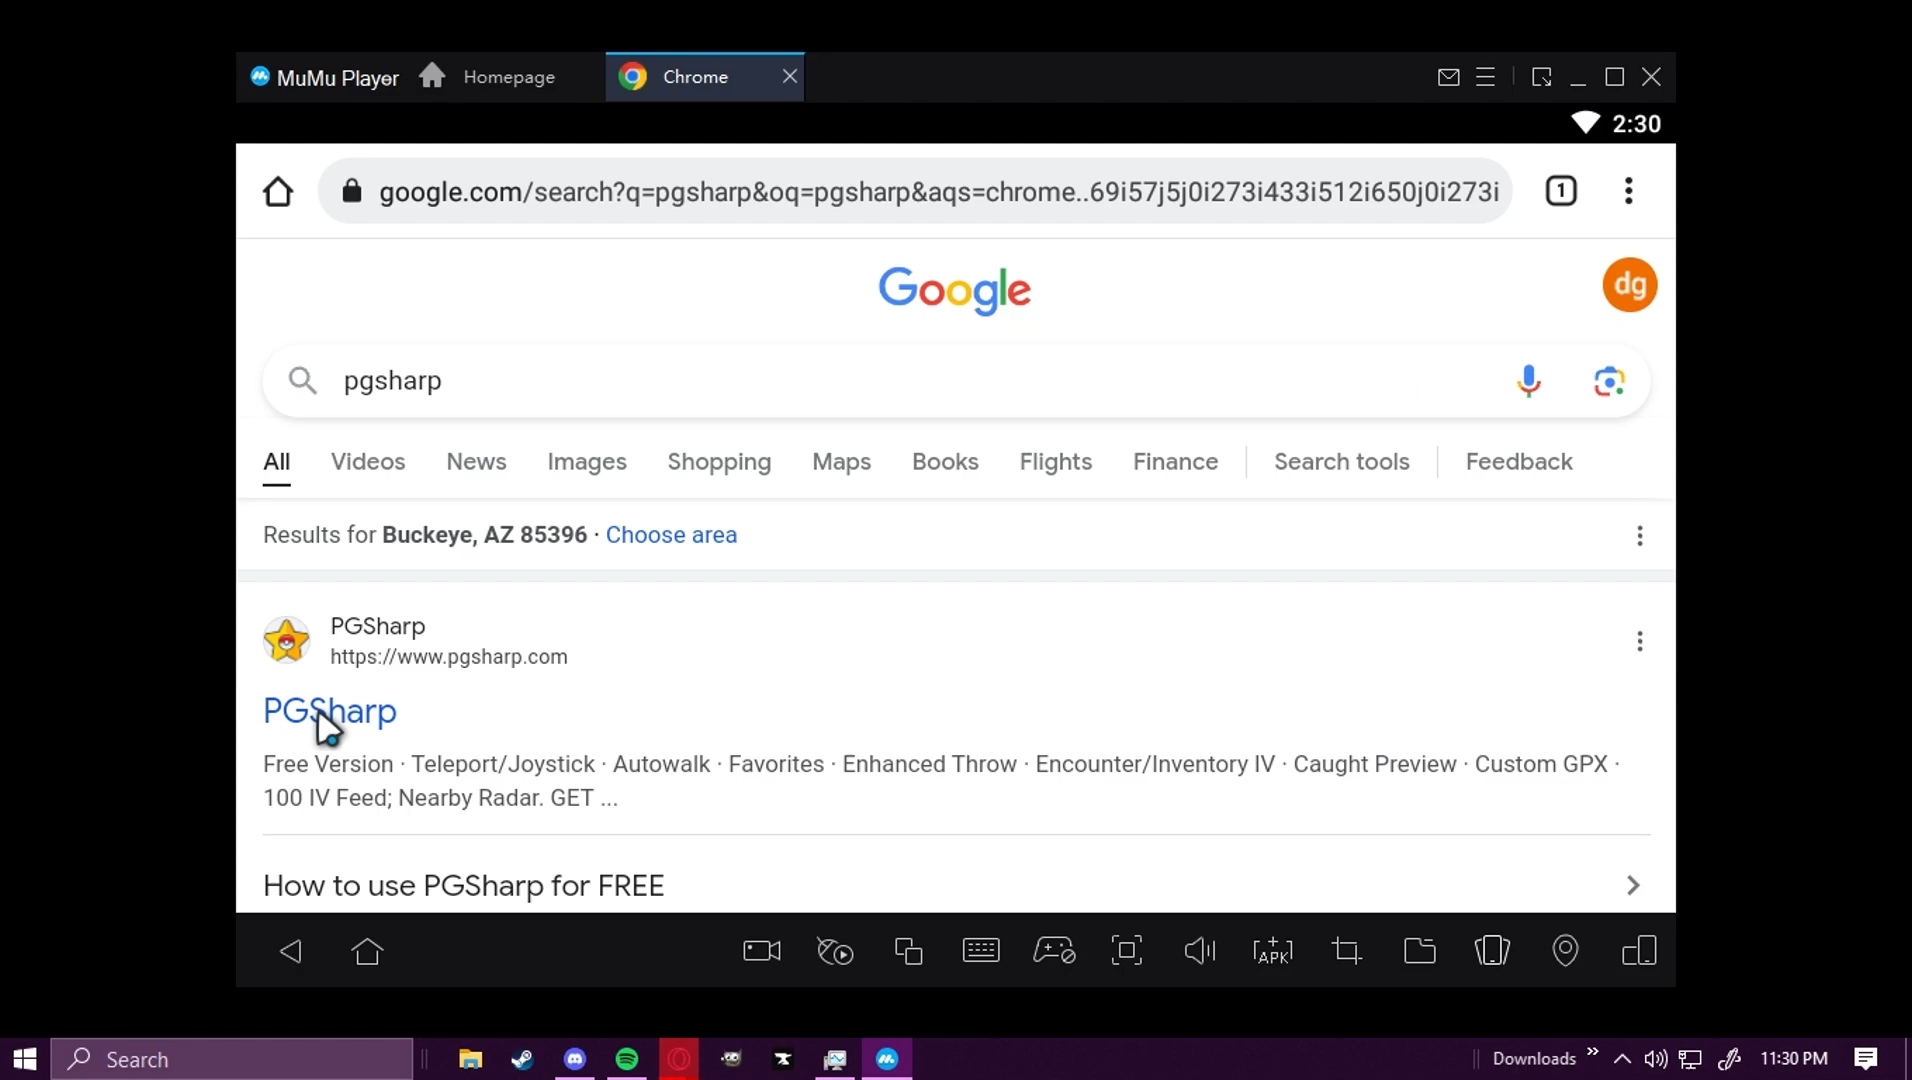 MuMu Player Homepage Chrome
2:30
google.com/search?q=pgsharp&oq=pgsharp&aqs=chrome..69i57j5j0i273i433i512i650j0i273i
1
Google
dg
pgsharp
All Videos News Images Shopping Maps Books Flights Finance Search tools Feedback
Results for Buckeye, AZ 85396 · Choose area
PGSharp
https://www.pgsharp.com
PGSharp
Free Version · Teleport/Joystick · Autowalk · Favorites · Enhanced Throw · Encounter/Inventory IV · Caught Preview · Custom GPX ·
100 IV Feed; Nearby Radar. GET ...
How to use PGSharp for FREE
APK
Search Downloads 11:30 PM